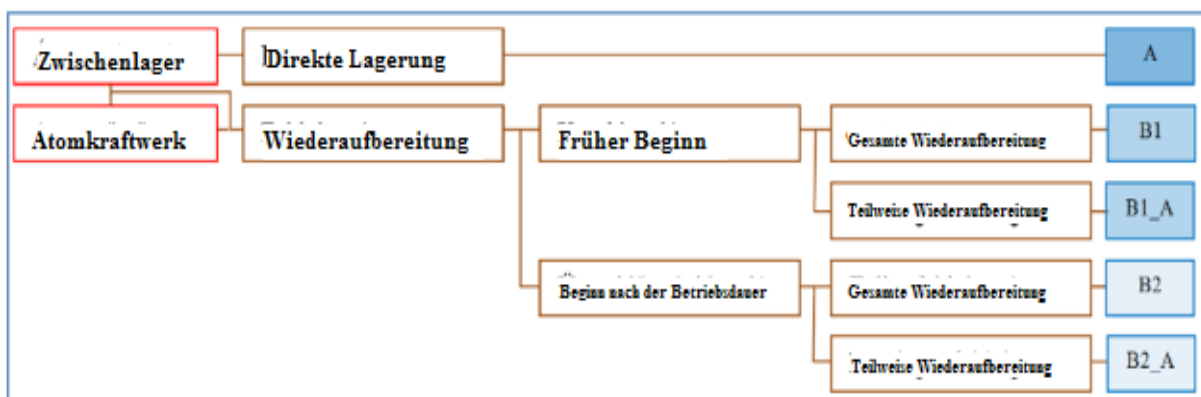 Zwischenlager
Direkte Lagerung
A
Atomkraftwerk
Wiederaufbereitung
Früher Beginn
Gesamte Wiederaufbereitung
B1
Teilweise Wiederaufbereitung
B1_A
Beginn nach der Betriebsdauer
Gesamte Wiederaufbereitung
B2
Teilweise Wiederaufbereitung
B2_A